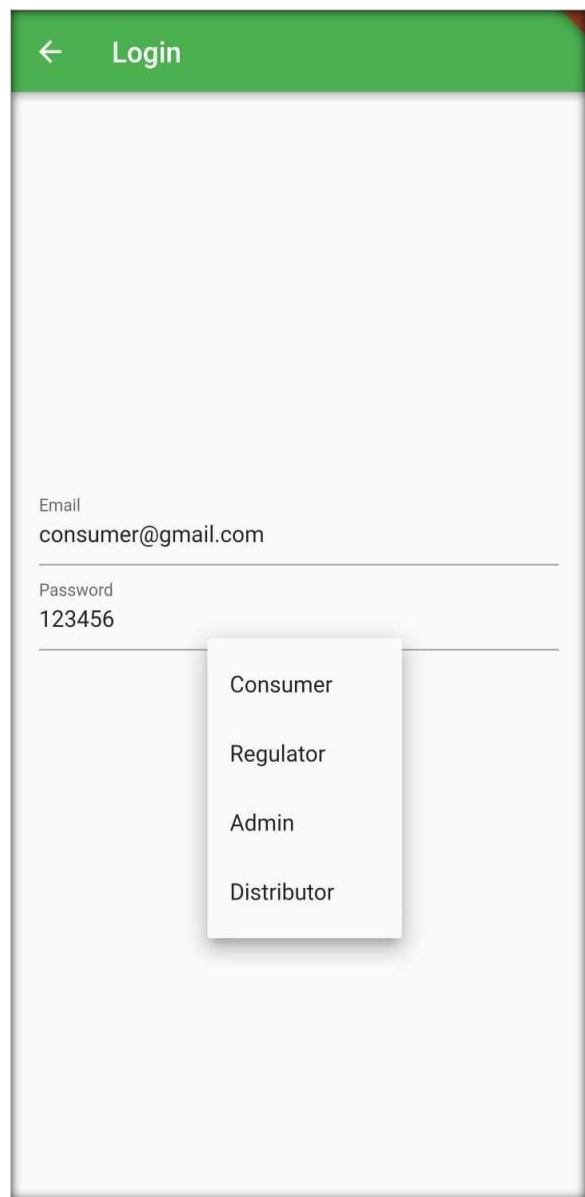 Login
Email
consumer@gmail.com
Password
123456
Consumer
Regulator
Admin
Distributor